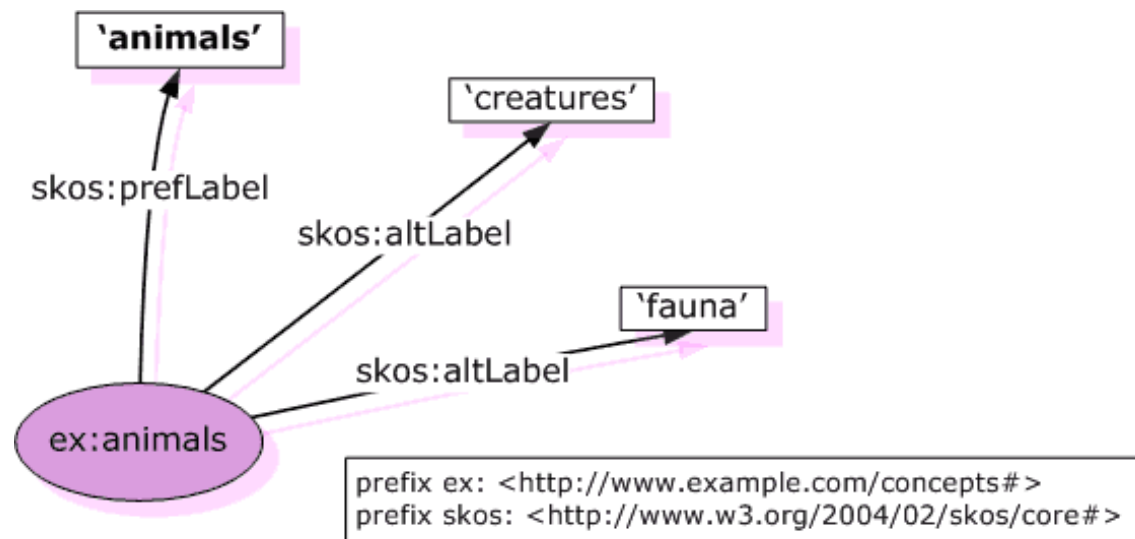 ‘animals’
‘creatures’
skos:prefLabel
skos:altLabel
‘fauna’
skos:altLabel
ex:animals
prefix ex: <http://www.example.com/concepts#>
prefix skos: <http://www.w3.org/2004/02/skos/core#>